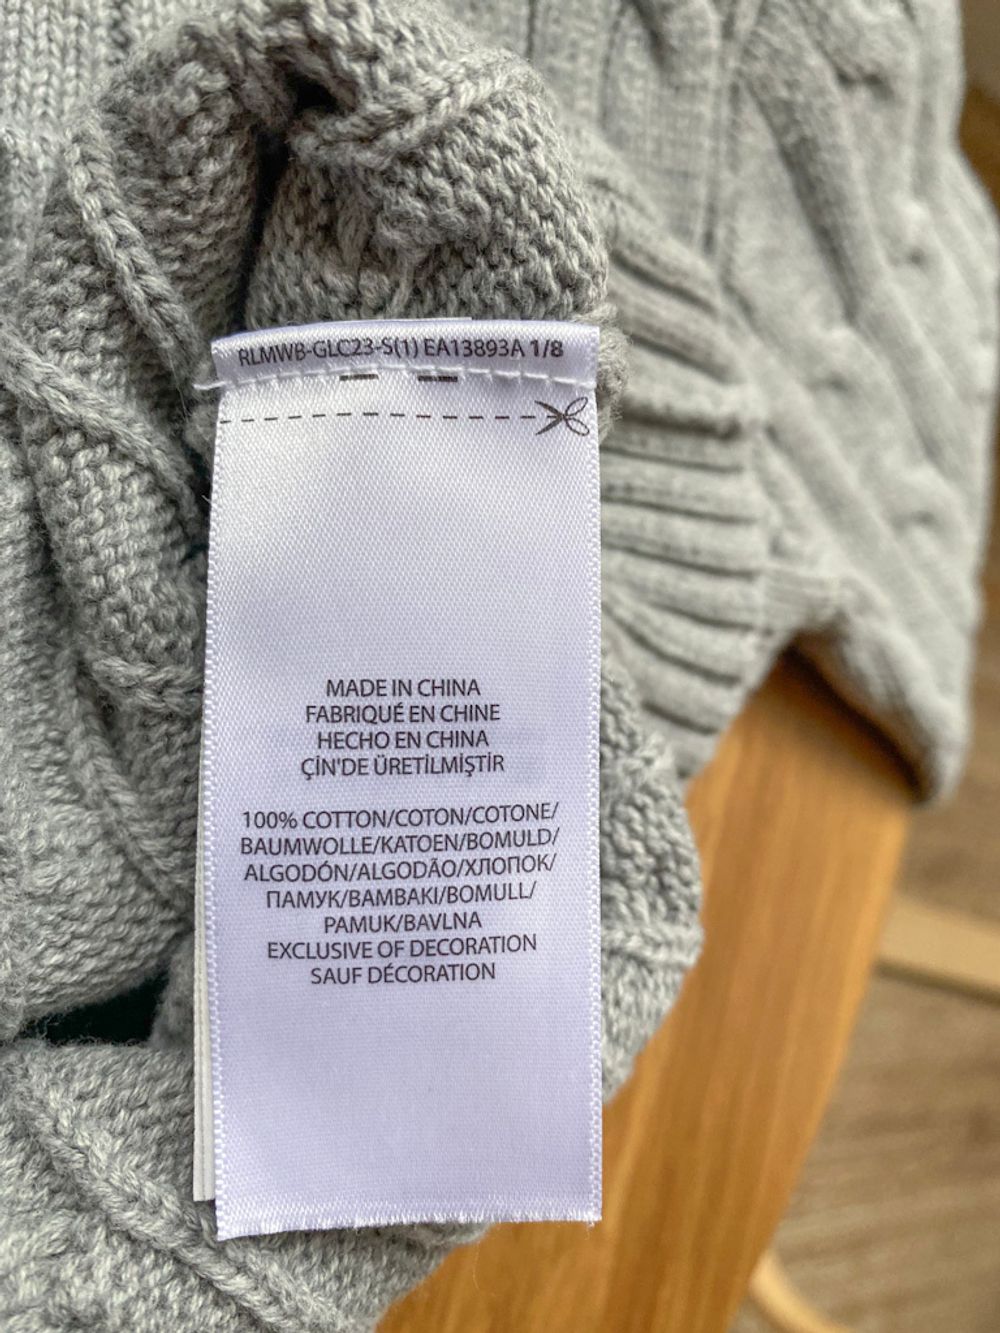 RLMWB-GLC23-S(1) EA13893A 1/8
MADE IN CHINA
FABRIQUÉ EN CHINE
HECHO EN CHINA
ÇİN'DE ÜRETİLMİŞTİR
100% COTTON/COTON/COTONE/
BAUMWOLLE/KATOEN/BOMULD/
ALGODÓN/ALGODÃO/ХЛОПОК/
ПАМУК/BAMBAKI/BOMULL/
PAMUK/BAVLNA
EXCLUSIVE OF DECORATION
SAUF DÉCORATION